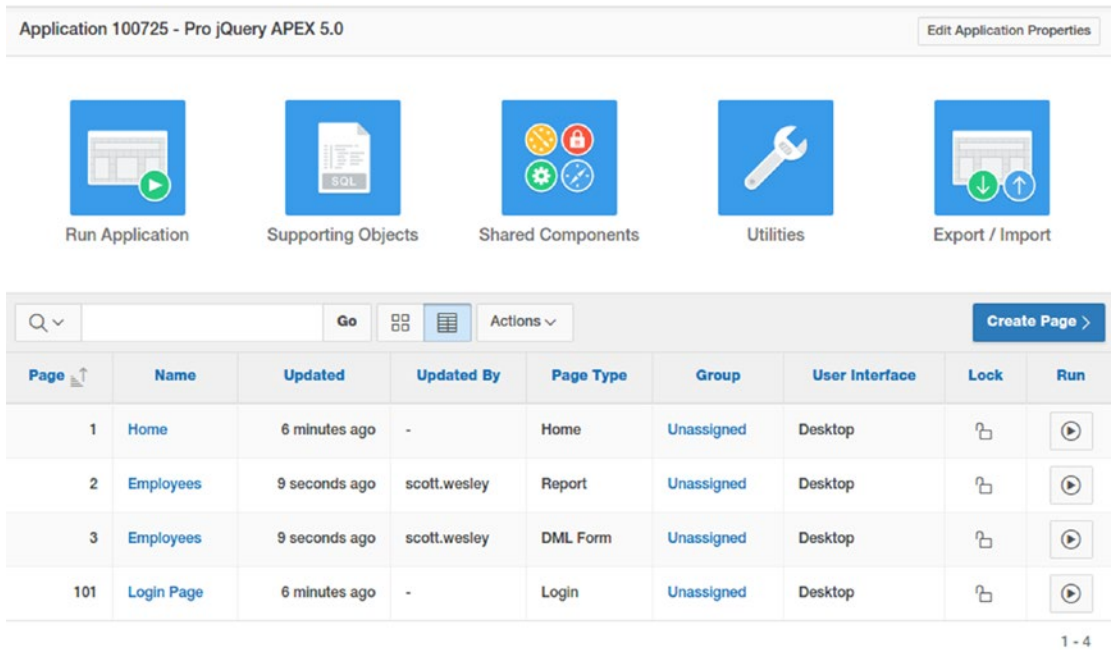 Application 100725 - Pro jQuery APEX 5.0 Edit Application Properties
SQL
Run Application Supporting Objects Shared Components Utilities Export / Import
Go Actions Create Page
Page Name Updated Updated By Page Type Group User Interface Lock Run
1 Home 6 minutes ago - Home Unassigned Desktop
2 Employees 9 seconds ago scott.wesley Report Unassigned Desktop
3 Employees 9 seconds ago scott.wesley DML Form Unassigned Desktop
101 Login Page 6 minutes ago - Login Unassigned Desktop
1 - 4